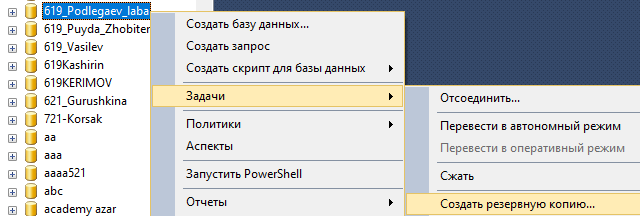 619_Podlegaev_laba
619_Puyda_Zhobiter
619_Vasilev
619Kashirin
619KERIMOV
621_Gurushkina
721-Korsak
aa
aaa
aaaa521
abc
academy azar
Создать базу данных...
Создать запрос
Создать скрипт для базы данных
Задачи
Политики
Аспекты
Запустить PowerShell
Отчеты
Отсоединить...
Перевести в автономный режим
Перевести в оперативный режим
Сжать
Создать резервную копию...